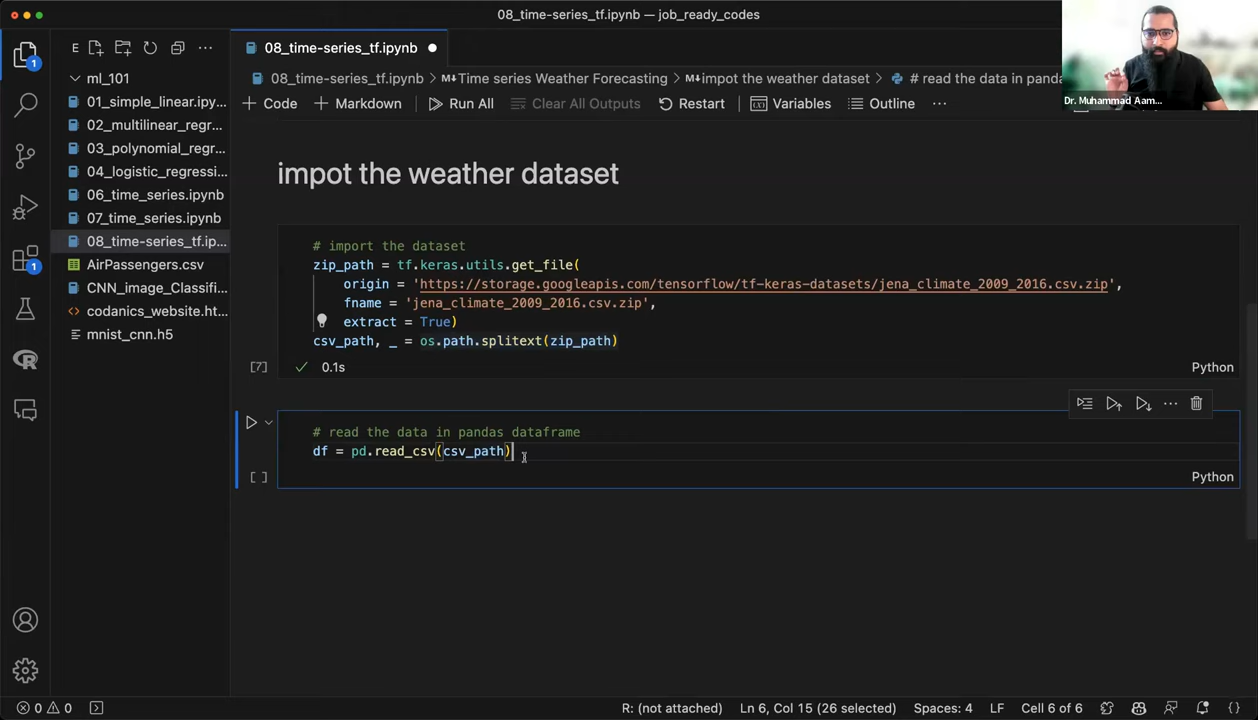 08_time-series_tf.ipynb — job_ready_codes
E
08_time-series_tf.ipynb
ml_101
01_simple_linear.ipy...
02_multilinear_regr...
03_polynomial_regr...
04_logistic_regressi...
06_time_series.ipynb
07_time_series.ipynb
08_time-series_tf.ip...
AirPassengers.csv
CNN_image_Classifi...
codanics_website.ht...
mnist_cnn.h5
1
1
08_time-series_tf.ipynb > M↓Time series Weather Forecasting > M↓impot the weather dataset > # read the data in panda
+ Code + Markdown Run All Clear All Outputs Restart Variables Outline ...
Dr. Muhammad Aam...
impot the weather dataset
# import the dataset
zip_path = tf.keras.utils.get_file(
origin = 'https://storage.googleapis.com/tensorflow/tf-keras-datasets/jena_climate_2009_2016.csv.zip',
fname = 'jena_climate_2009_2016.csv.zip',
extract = True)
csv_path, _ = os.path.splitext(zip_path)
[7] 0.1s Python
# read the data in pandas dataframe
df = pd.read_csv(csv_path)
[ ] Python
0 0 R: (not attached) Ln 6, Col 15 (26 selected) Spaces: 4 LF Cell 6 of 6